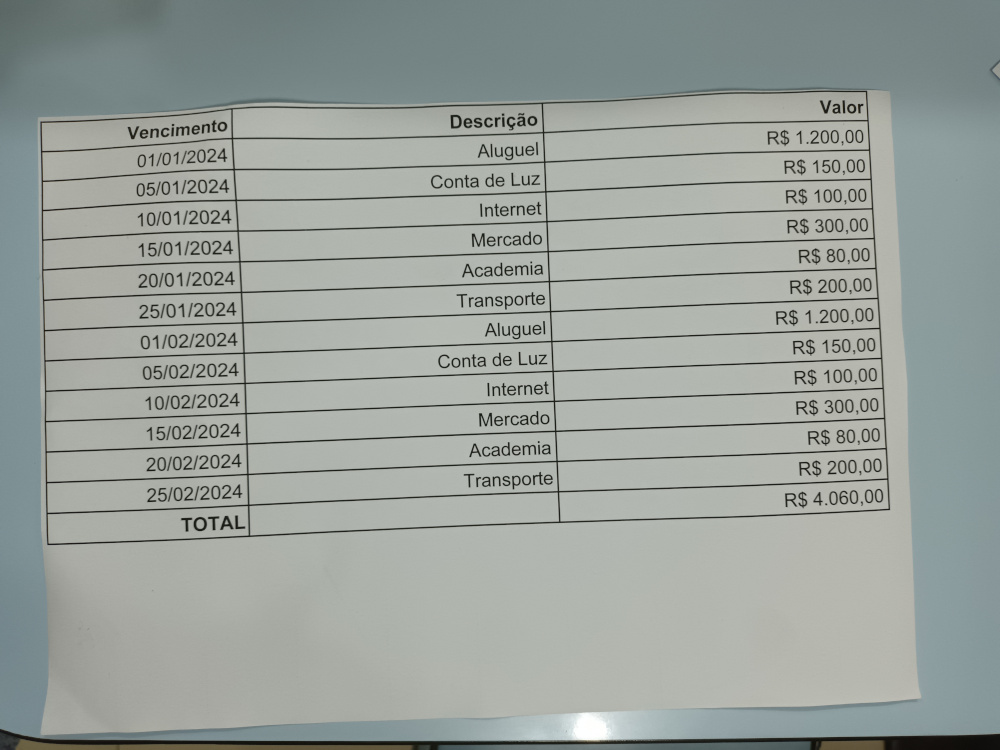 Vencimento Descrição Valor
01/01/2024 Aluguel R$ 1.200,00
05/01/2024 Conta de Luz R$ 150,00
10/01/2024 Internet R$ 100,00
15/01/2024 Mercado R$ 300,00
20/01/2024 Academia R$ 80,00
25/01/2024 Transporte R$ 200,00
01/02/2024 Aluguel R$ 1.200,00
05/02/2024 Conta de Luz R$ 150,00
10/02/2024 Internet R$ 100,00
15/02/2024 Mercado R$ 300,00
20/02/2024 Academia R$ 80,00
25/02/2024 Transporte R$ 200,00
TOTAL R$ 4.060,00